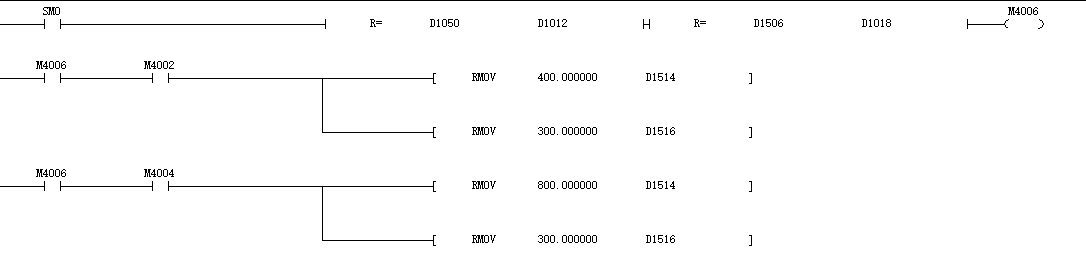 SM0 M4006
R= D1050 D1012 R= D1506 D1018
M4006 M4002
RMOV 400.000000 D1514
RMOV 300.000000 D1516
M4006 M4004
RMOV 800.000000 D1514
RMOV 300.000000 D1516